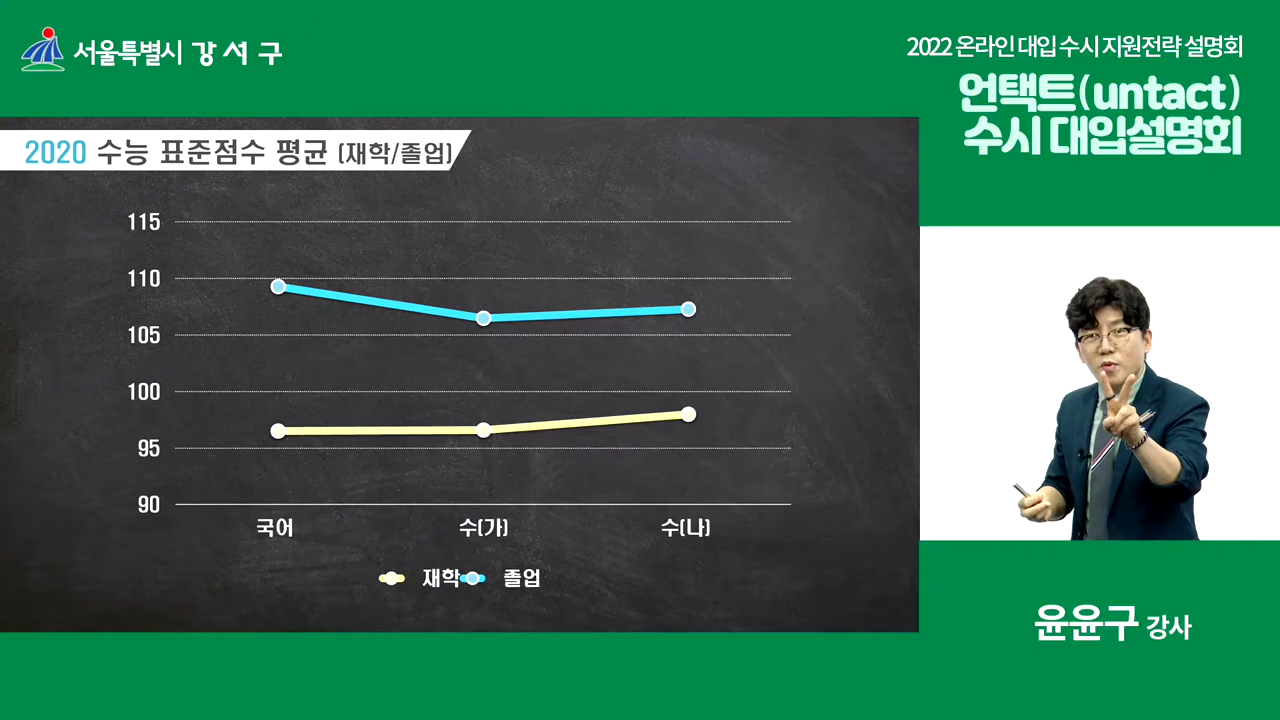 서울특별시 강서구
2022 온라인 대입 수시 지원전략 설명회
언택트(untact)
수시 대입설명회
2020 수능 표준점수 평균 (재학/졸업)
115
110
105
100
95
90
국어 수(가) 수(나)
재학 졸업
윤윤구 강사